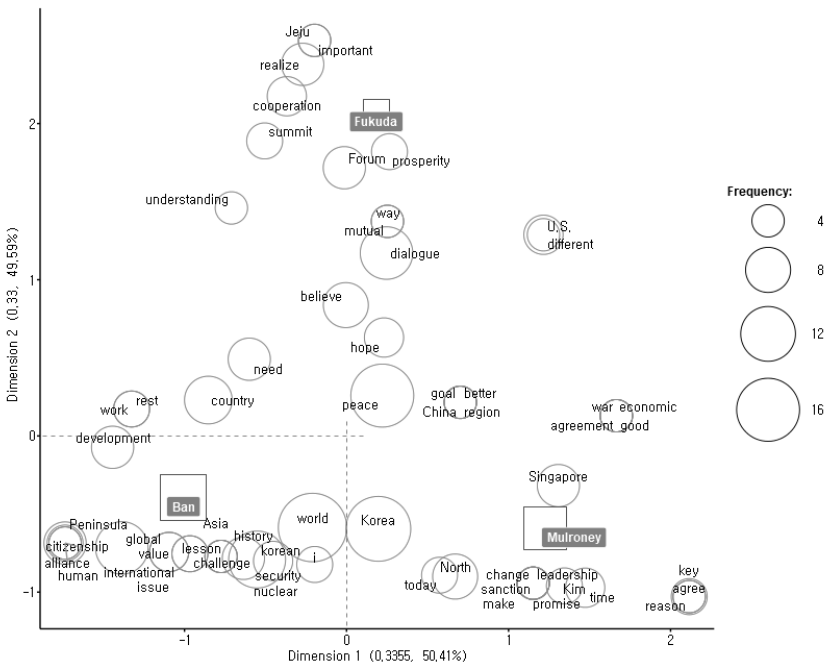 Jeju
important
realize
cooperation
Fukuda
summit
Forum prosperity
understanding
way
mutual
dialogue
U.S.
different
believe
hope
need
country
rest
work
peace
goal better
China region
war economic
agreement good
development
Singapore
Ban
Mulroney
Peninsula
citizenship
alliance
human
global
value
international
issue
Asia
lesson
challenge
history
korean
security
nuclear
world
i
Korea
today
North
change
sanction
make
leadership
Kim
promise
time
key
agree
reason
2
1
0
-1
-1
0
1
2
Dimension 1 (0,3355, 50,41%)
Dimension 2 (0,33, 49,59%)
Frequency:
4
8
12
16